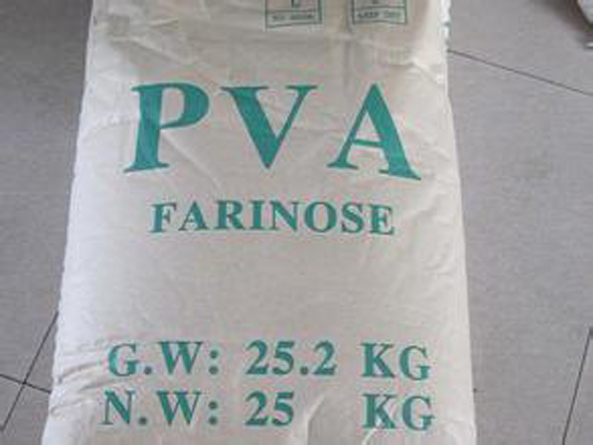 PVA
FARINOSE
G.W: 25.2 KG
N.W: 25 KG